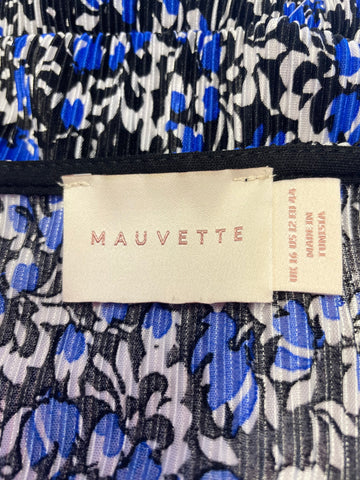 MAUVETTE
UK 16 US 12 EU 44
MADE IN
TUNISIA